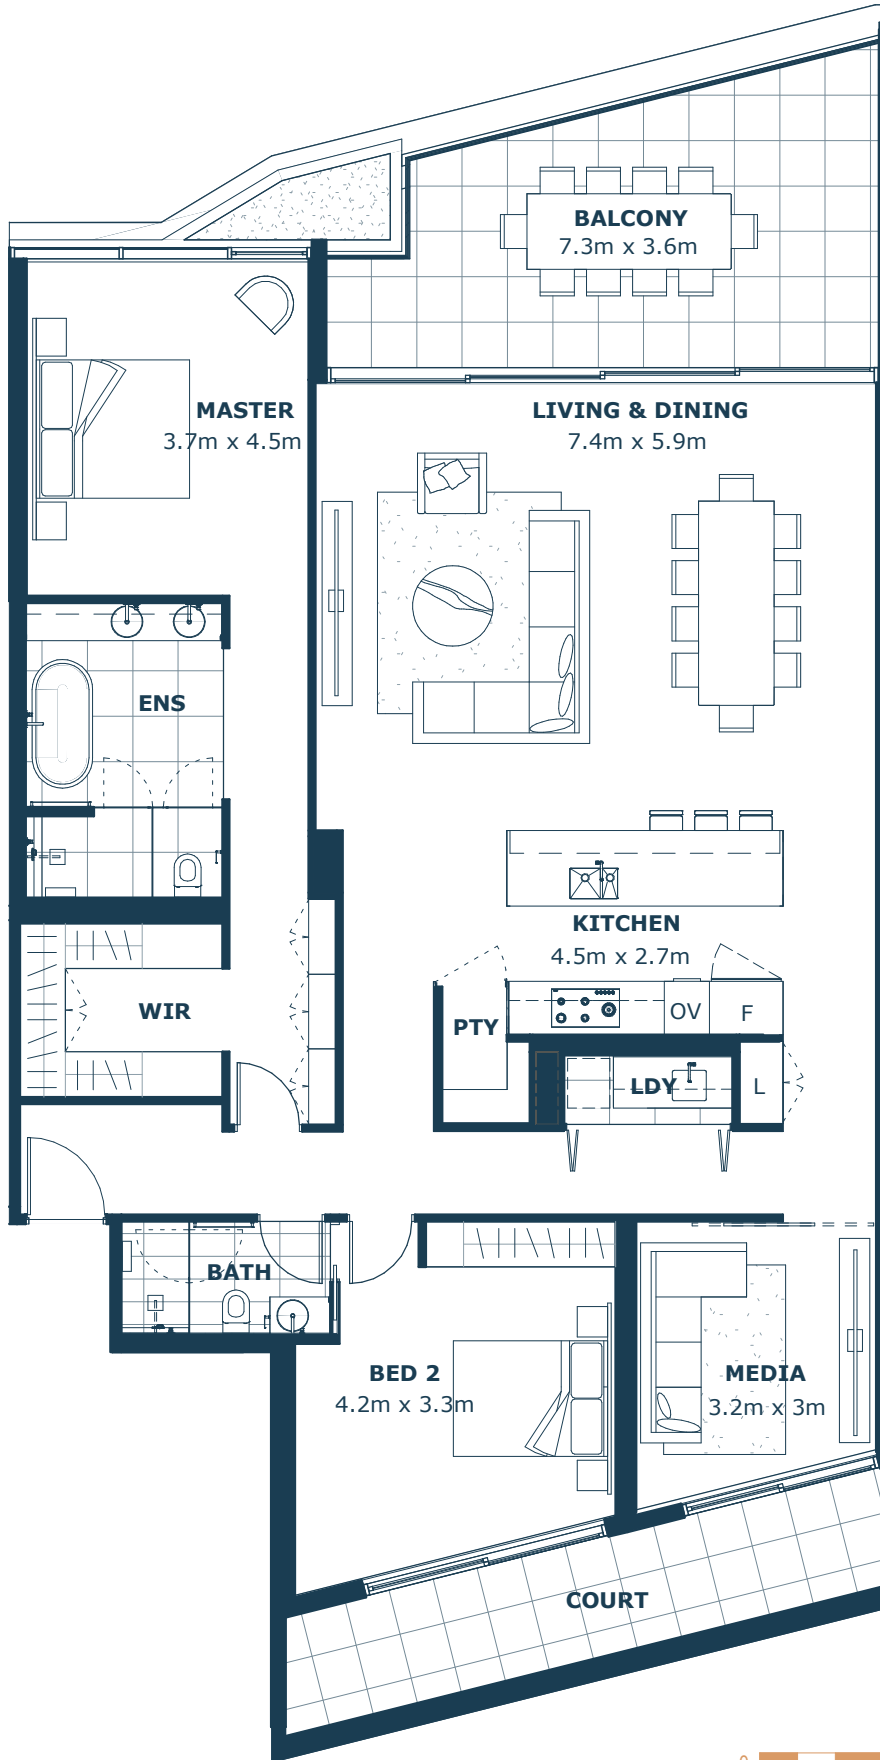 BALCONY
7.3m x 3.6m
MASTER
3.7m x 4.5m
LIVING & DINING
7.4m x 5.9m
ENS
KITCHEN
4.5m x 2.7m
WIR
PTY
OV
F
LDY
L
BATH
BED 2
4.2m x 3.3m
MEDIA
3.2m x 3m
COURT
0